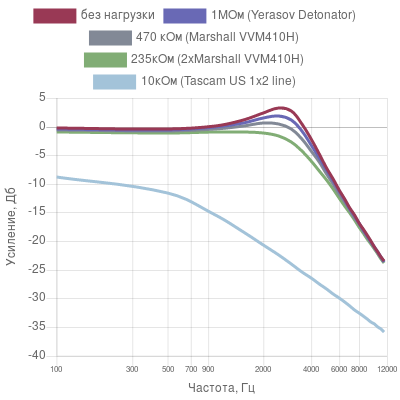 без нагрузки 1МОм (Yerasov Detonator)
470 кОм (Marshall VVM410H)
235кОм (2xMarshall VVM410H)
10кОм (Tascam US 1x2 line)
5
0
-5
-10
-15
-20
-25
-30
-35
-40
Усиление, Дб
100 300 500 700 900 2000 4000 6000 8000 12000
Частота, Гц